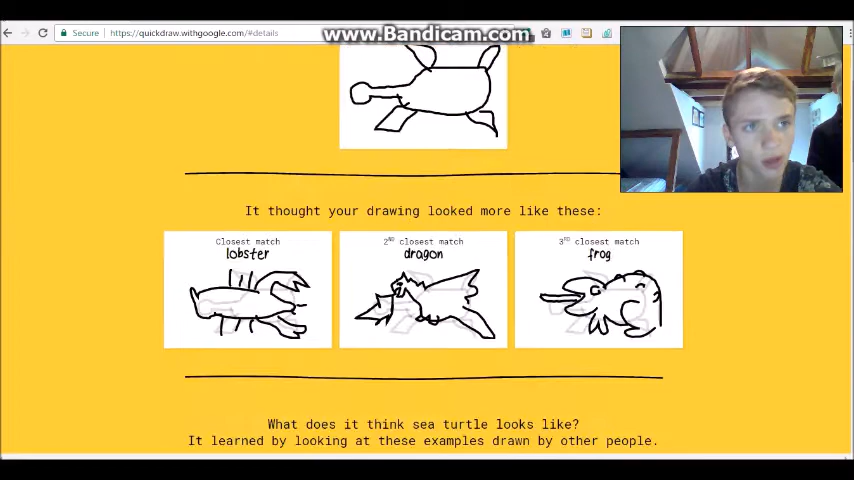 Secure
https://quickdraw.withgoogle.com/#details
www.Bandicam.com
It thought your drawing looked more like these:
Closest match
lobster
2ND closest match
dragon
3RD closest match
frog
What does it think sea turtle looks like?
It learned by looking at these examples drawn by other people.